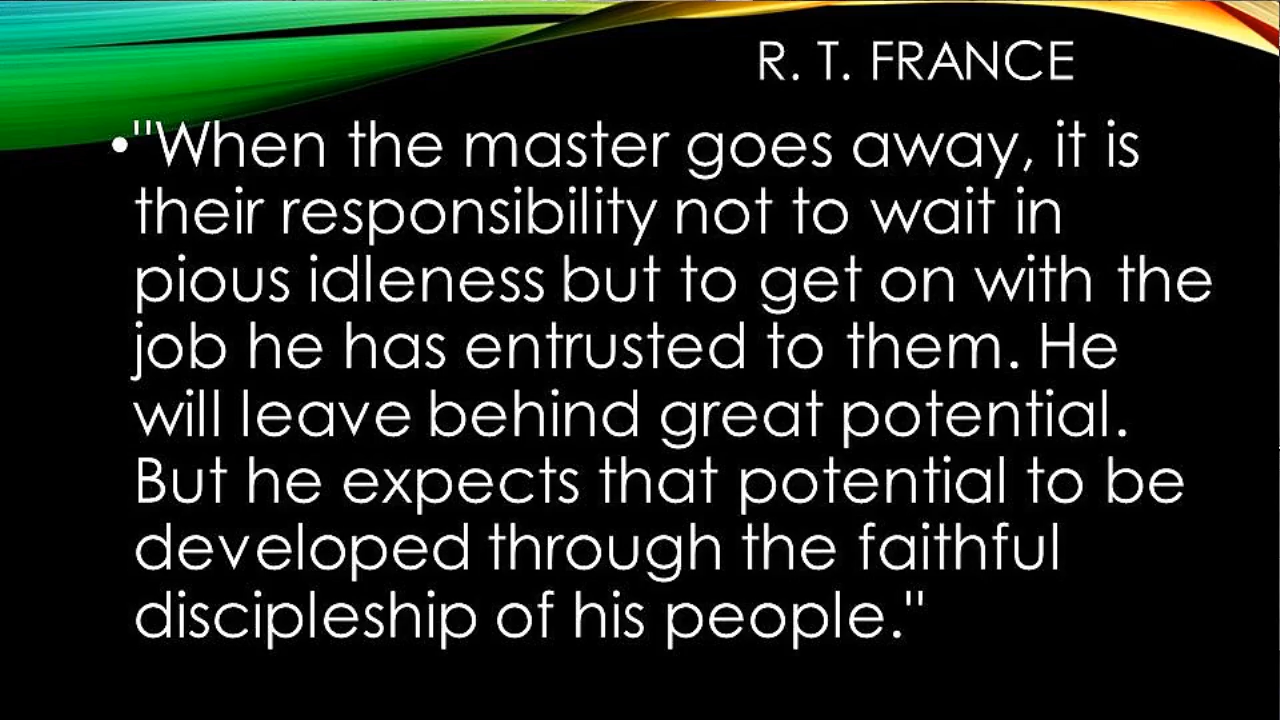 R. T. FRANCE
•"When the master goes away, it is
their responsibility not to wait in
pious idleness but to get on with the
job he has entrusted to them. He
will leave behind great potential.
But he expects that potential to be
developed through the faithful
discipleship of his people."